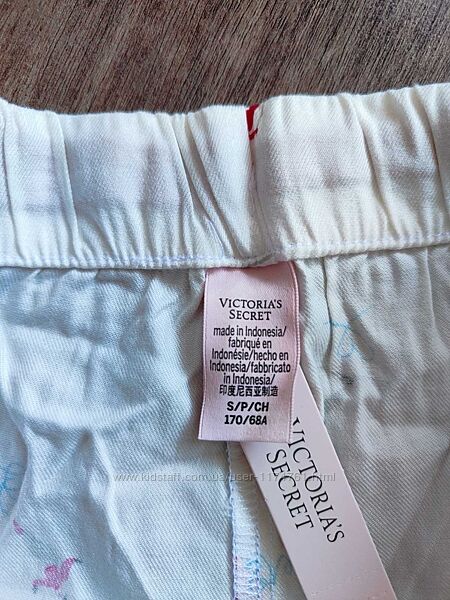 VICTORIA'S
SECRET
made in Indonesia/
fabriqué en
Indonésie/hecho en
Indonesia/fabbricato
in Indonesia/
印度尼西亚制造
S/P/CH
170/68A
VICTORIA'S
SECRET